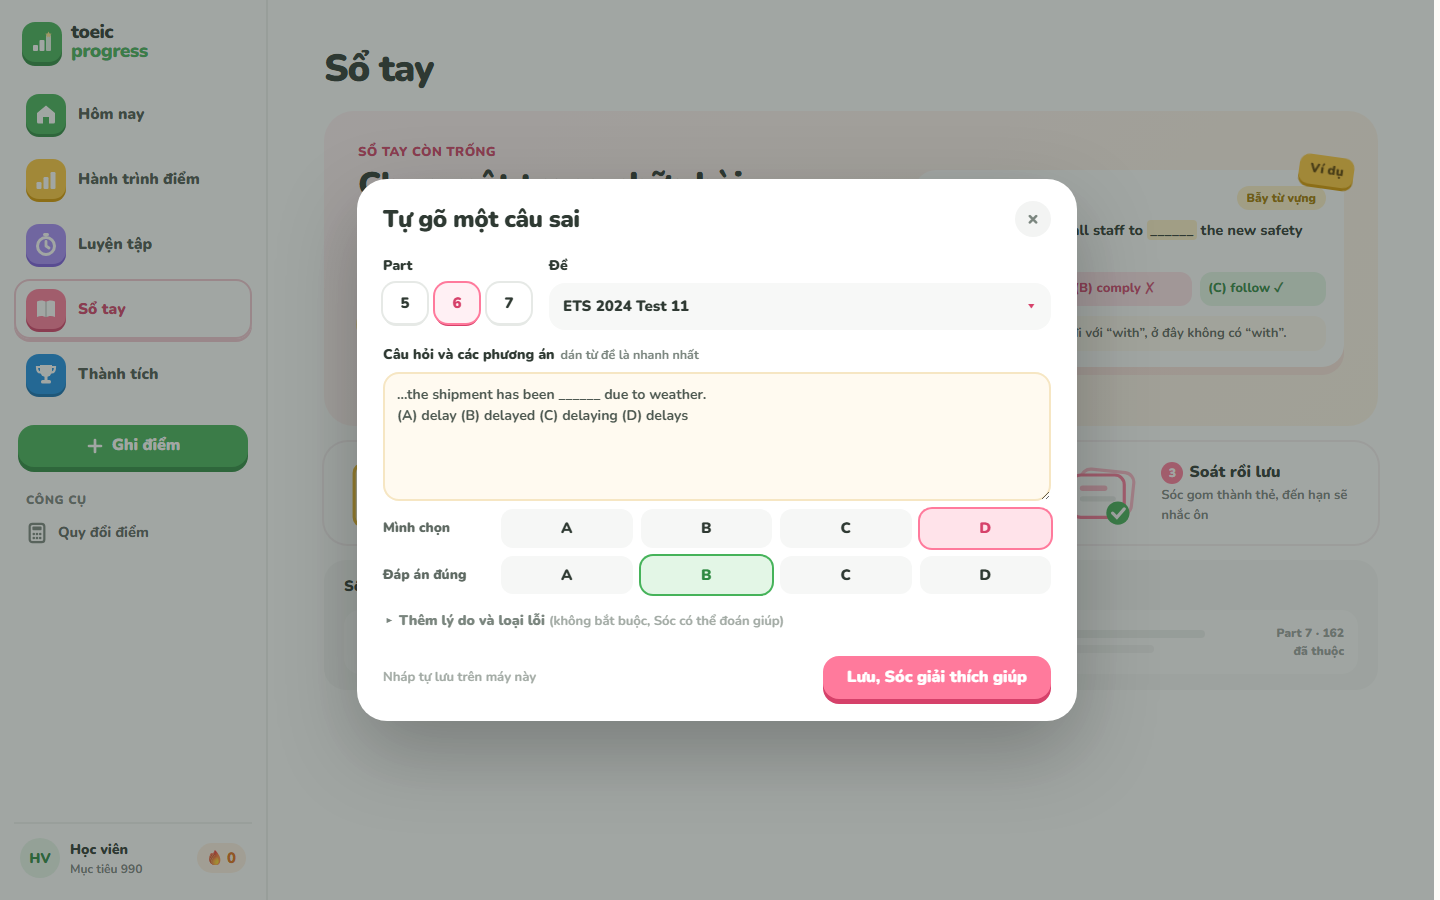 toeic
progress
Hôm nay
Hành trình điểm
Luyện tập
Sổ tay
Thành tích
Ghi điểm
CÔNG CỤ
Quy đổi điểm
HV
Học viên
Mục tiêu 990
0
Sổ tay
SỔ TAY CÒN TRỐNG
Ví dụ
Bẫy từ vựng
all staff to ______ the new safety
(B) comply ✗
(C) follow ✓
với “with”, ở đây không có “with”.
3 Soát rồi lưu
Sóc gom thành thẻ, đến hạn sẽ
nhắc ôn
Part 7 · 162
đã thuộc
Tự gõ một câu sai
×
Part
Đề
5
6
7
ETS 2024 Test 11
Câu hỏi và các phương án dán từ đề là nhanh nhất
...the shipment has been ______ due to weather.
(A) delay (B) delayed (C) delaying (D) delays
Mình chọn
A
B
C
D
Đáp án đúng
A
B
C
D
Thêm lý do và loại lỗi (không bắt buộc, Sóc có thể đoán giúp)
Nháp tự lưu trên máy này
Lưu, Sóc giải thích giúp